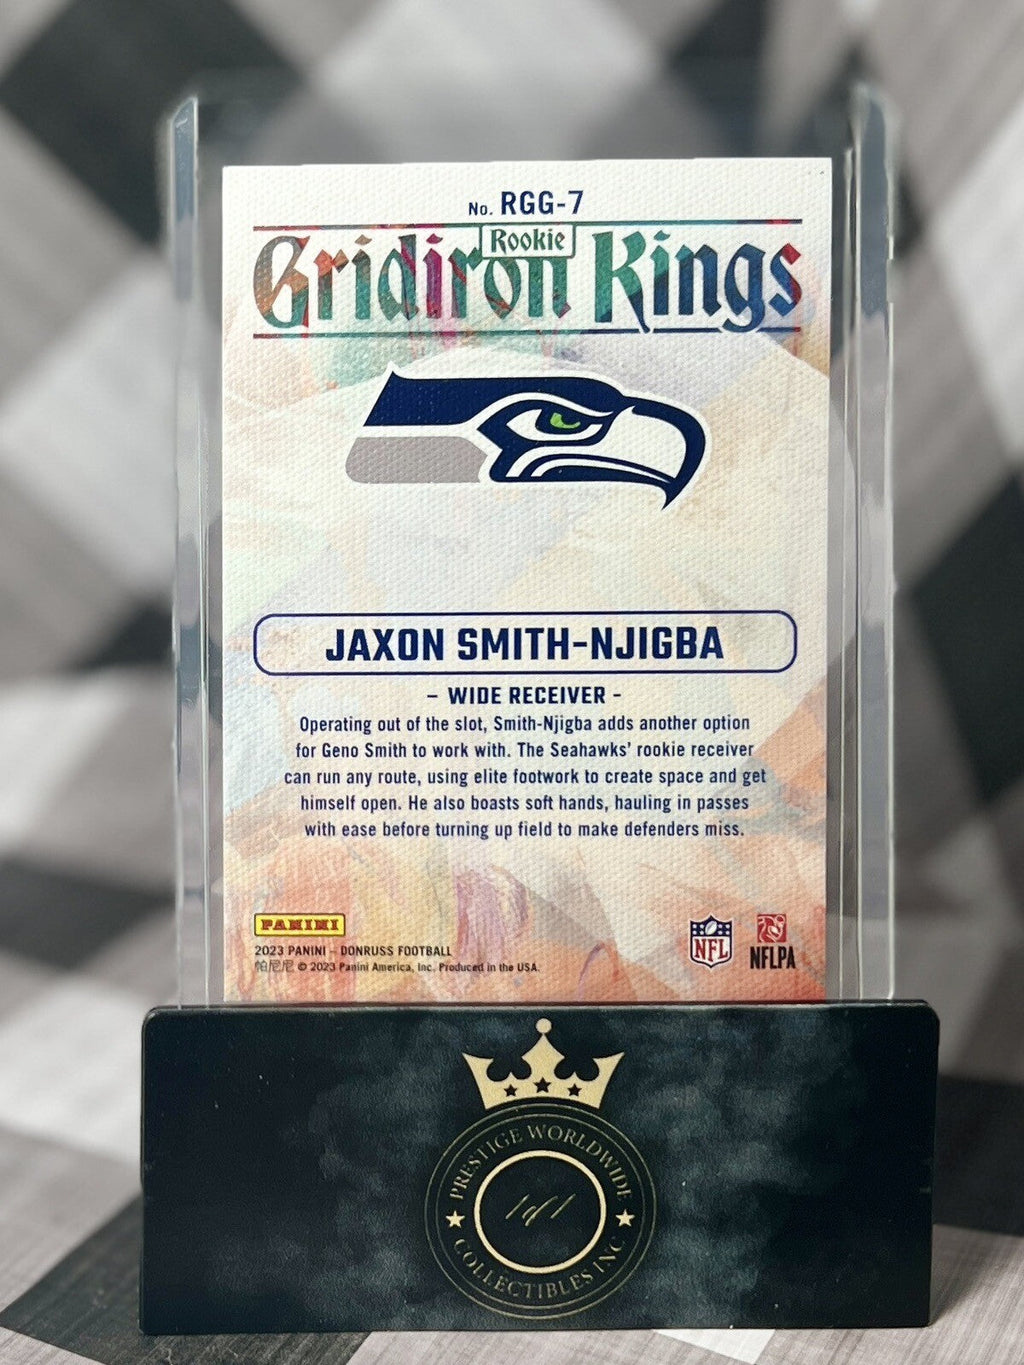 No. RGG-7
Rookie
Gridiron Kings
JAXON SMITH-NJIGBA
- WIDE RECEIVER -
Operating out of the slot, Smith-Njigba adds another option
for Geno Smith to work with. The Seahawks' rookie receiver
can run any route, using elite footwork to create space and get
himself open. He also boasts soft hands, hauling in passes
with ease before turning up field to make defenders miss.
PANINI
2023 PANINI – DONRUSS FOOTBALL
帕尼尼 © 2023 Panini America, Inc. Produced in the USA.
NFL
NFLPA
PRESTIGE WORLDWIDE
1of1
COLLECTIBLES INC